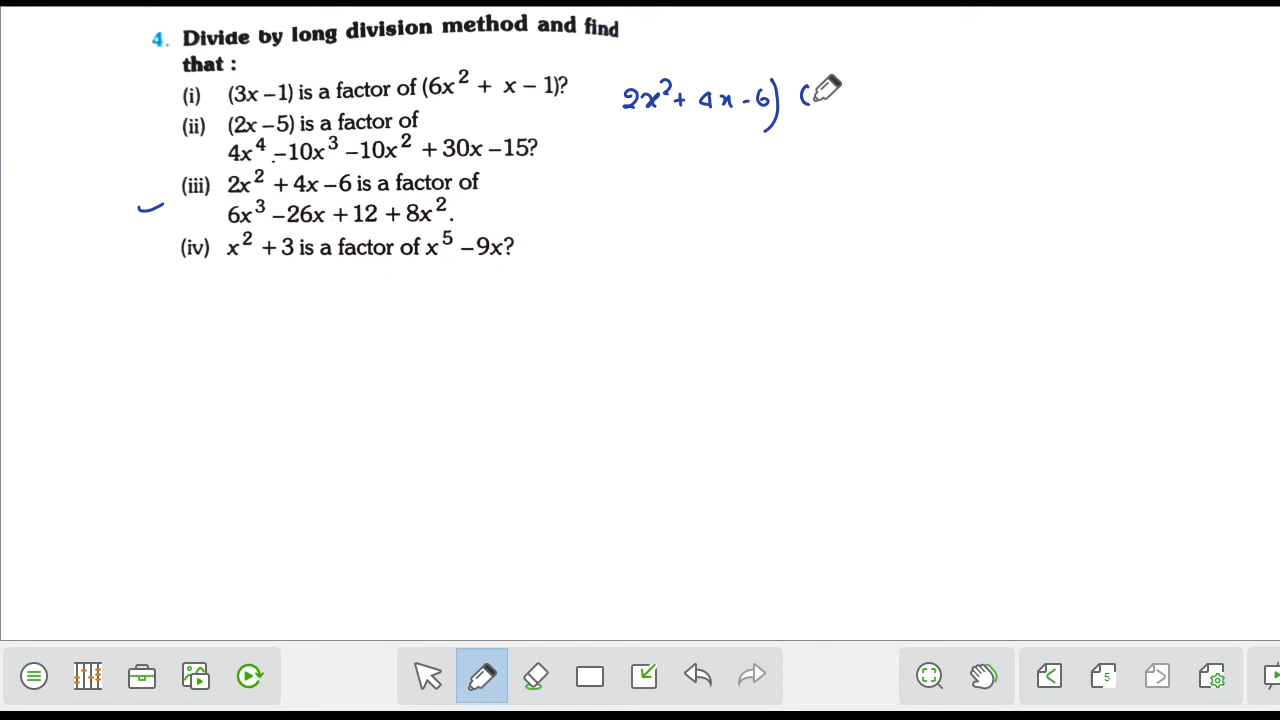 4. Divide by long division method and find
that :
(i) (3x – 1) is a factor of (6x² + x – 1)?
(ii) (2x – 5) is a factor of
4x⁴ – 10x³ – 10x² + 30x – 15?
(iii) 2x² + 4x – 6 is a factor of
6x³ – 26x + 12 + 8x².
(iv) x² + 3 is a factor of x⁵ – 9x?
2x² + 4x - 6) (
5